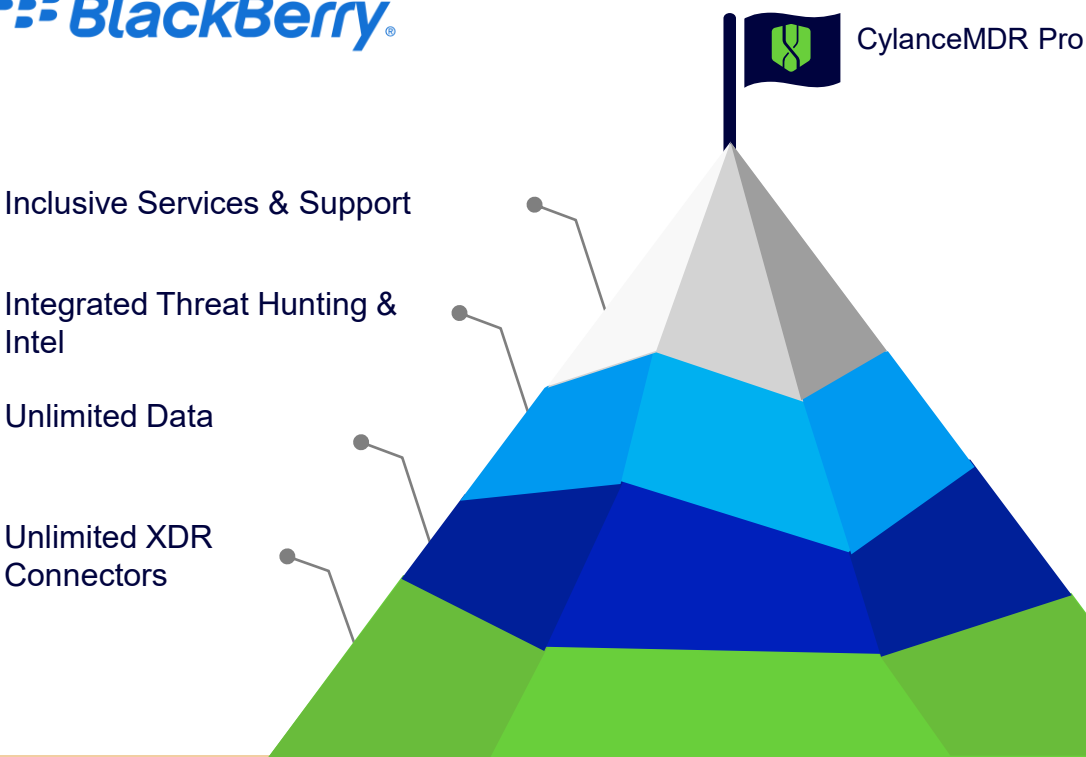 BlackBerry®
CylanceMDR Pro
Inclusive Services & Support
Integrated Threat Hunting &
Intel
Unlimited Data
Unlimited XDR
Connectors